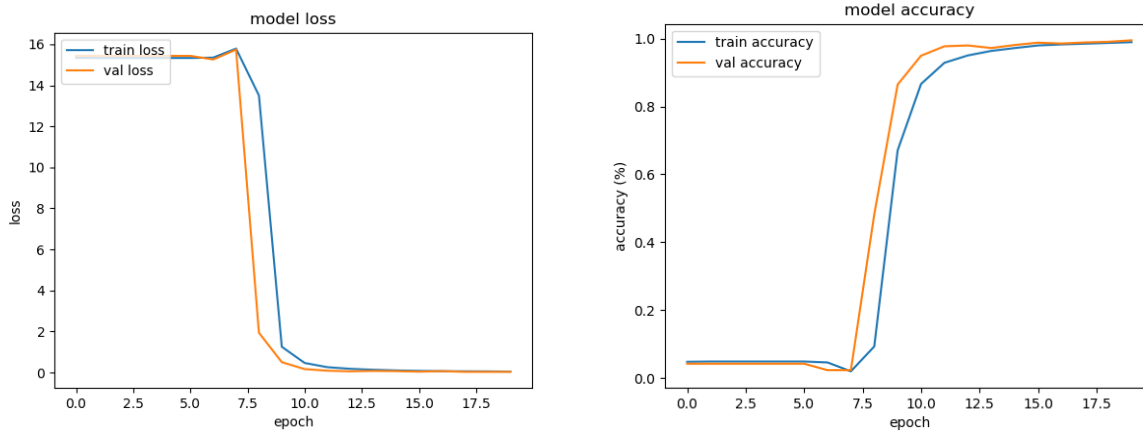 model loss
16
14
12
10
8
6
4
2
0
loss
train loss
val loss
0.0 2.5 5.0 7.5 10.0 12.5 15.0 17.5
epoch
model accuracy
1.0
0.8
0.6
0.4
0.2
0.0
accuracy (%)
train accuracy
val accuracy
0.0 2.5 5.0 7.5 10.0 12.5 15.0 17.5
epoch